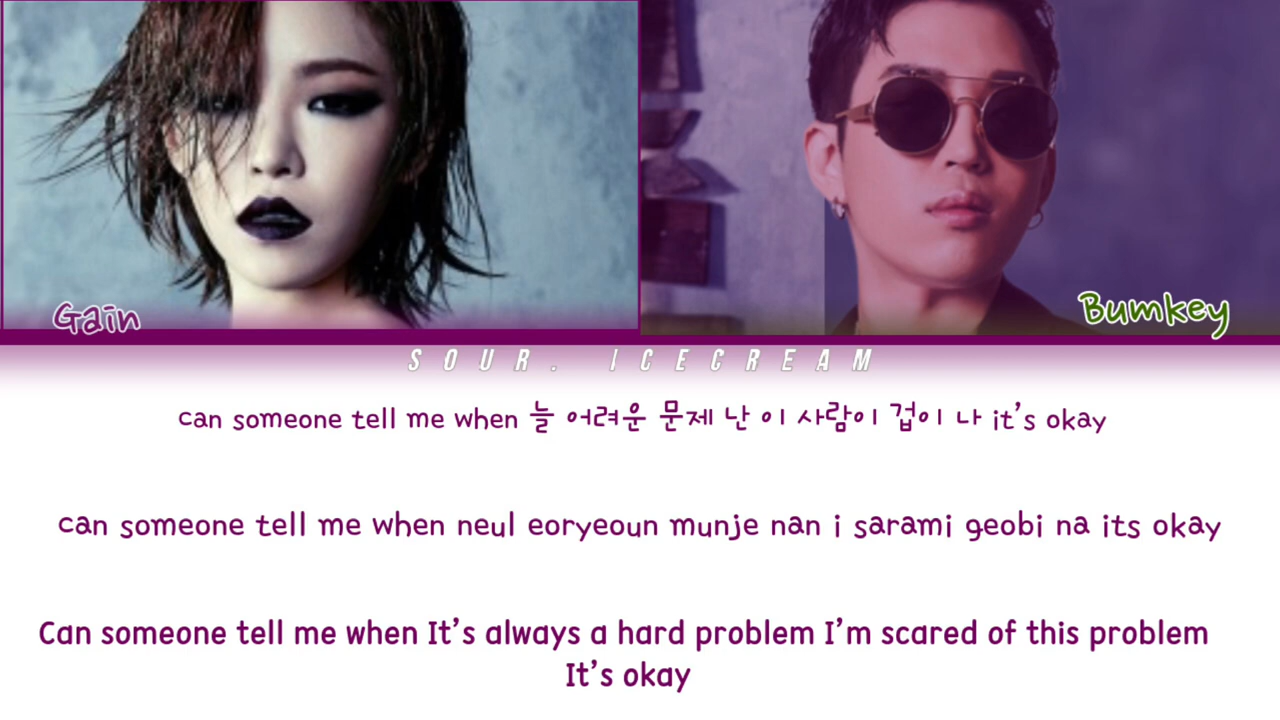 Gain
Bumkey
SOUR. ICECREAM
can someone tell me when 늘 어려운 문제 난 이 사람이 겁이 나 it's okay
can someone tell me when neul eoryeoun munje nan i sarami geobi na its okay
Can someone tell me when It's always a hard problem I'm scared of this problem
It's okay